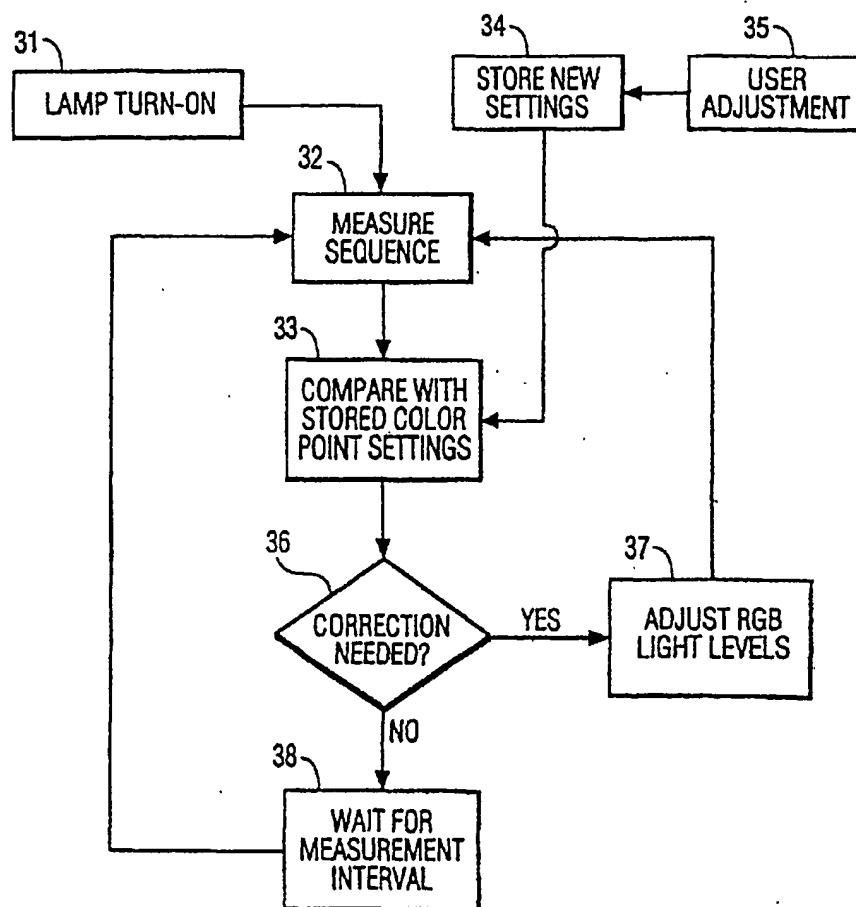 31
LAMP TURN-ON
34
STORE NEW
SETTINGS
35
USER
ADJUSTMENT
32
MEASURE
SEQUENCE
33
COMPARE WITH
STORED COLOR
POINT SETTINGS
36
CORRECTION
NEEDED?
YES
37
ADJUST RGB
LIGHT LEVELS
NO
38
WAIT FOR
MEASUREMENT
INTERVAL